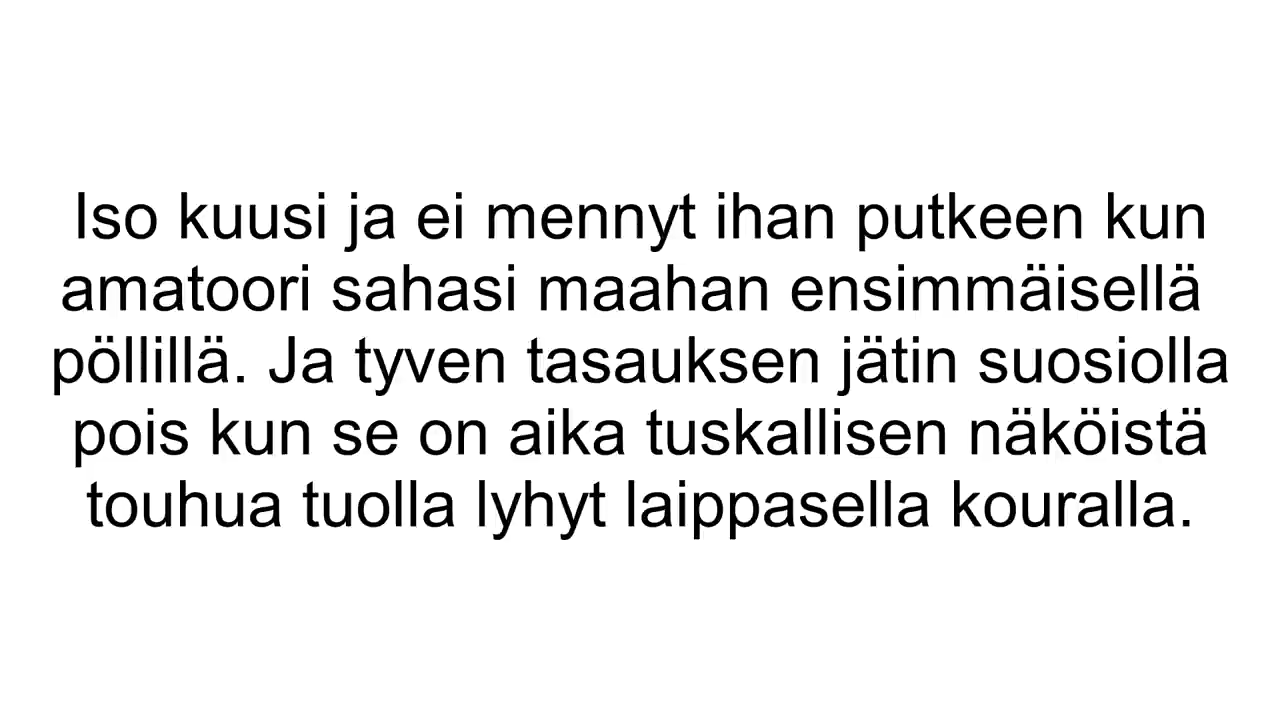 Iso kuusi ja ei mennyt ihan putkeen kun
amatoori sahasi maahan ensimmäisellä
pöllillä. Ja tyven tasauksen jätin suosiolla
pois kun se on aika tuskallisen näköistä
touhua tuolla lyhyt laippasella kouralla.